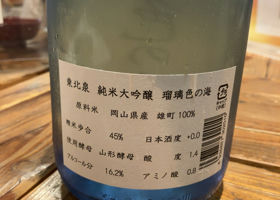 東北泉 純米大吟醸 瑠璃色の海
原料米 岡山県産 雄町100%
精米歩合 45% 日本酒度 +0.0
使用酵母 山形酵母 酸度 1.4
アルコール分 16.2% アミノ酸 0.8